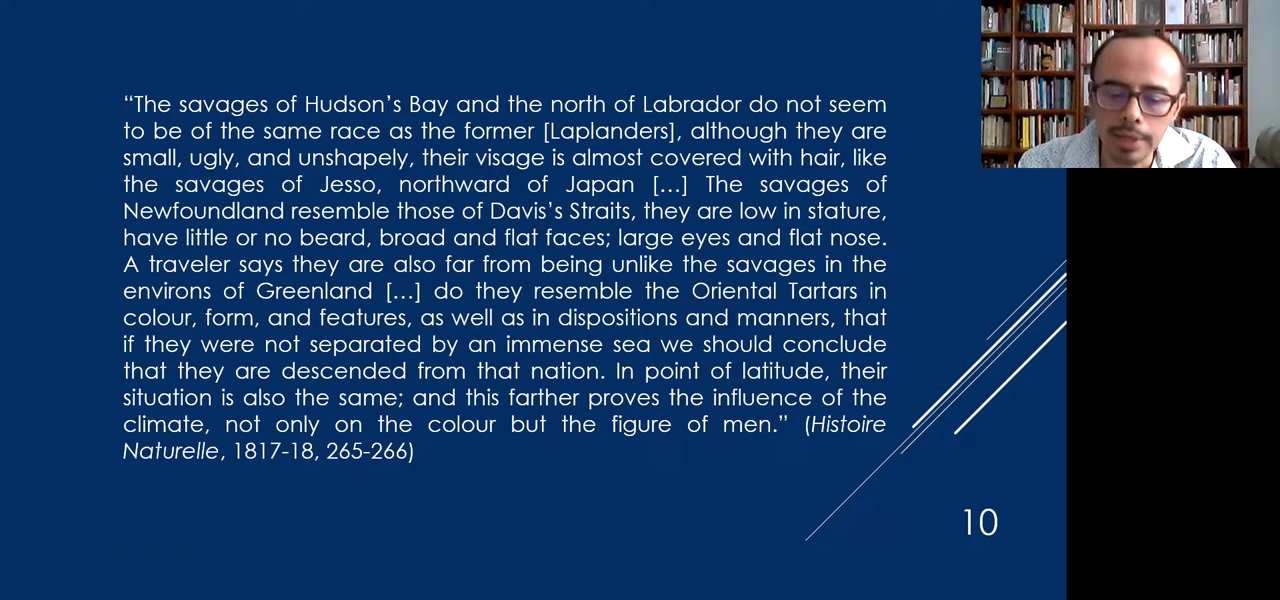 “The savages of Hudson’s Bay and the north of Labrador do not seem
to be of the same race as the former [Laplanders], although they are
small, ugly, and unshapely, their visage is almost covered with hair, like
the savages of Jesso, northward of Japan […] The savages of
Newfoundland resemble those of Davis’s Straits, they are low in stature,
have little or no beard, broad and flat faces; large eyes and flat nose.
A traveler says they are also far from being unlike the savages in the
environs of Greenland […] do they resemble the Oriental Tartars in
colour, form, and features, as well as in dispositions and manners, that
if they were not separated by an immense sea we should conclude
that they are descended from that nation. In point of latitude, their
situation is also the same; and this farther proves the influence of the
climate, not only on the colour but the figure of men.” (Histoire
Naturelle, 1817-18, 265-266)
10